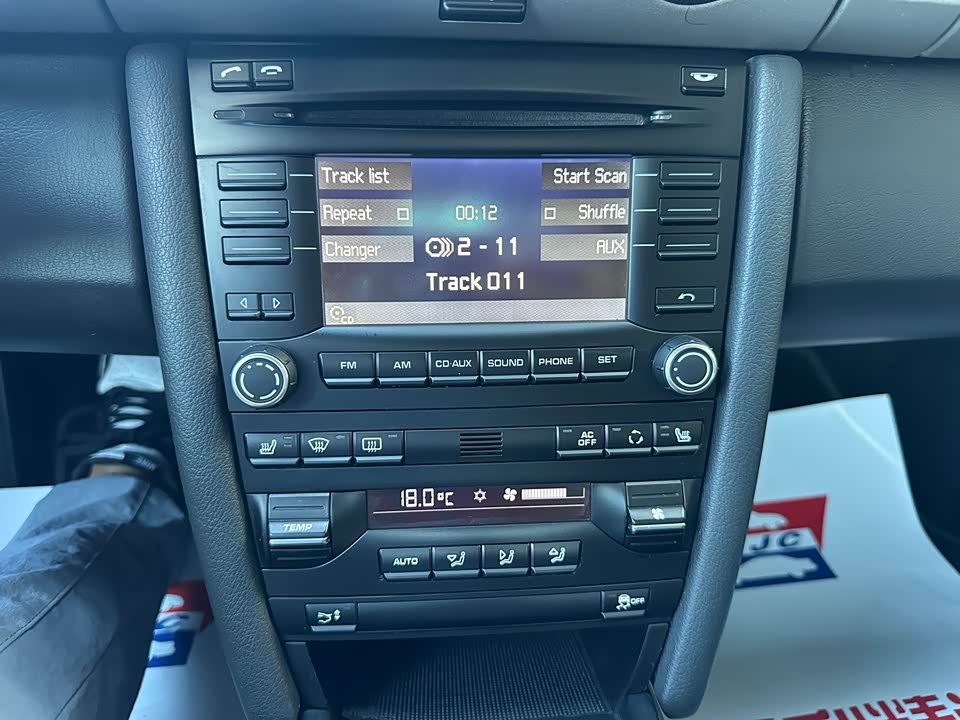 Track list
Start Scan
Repeat
00:12
Shuffle
Changer
2 - 11
AUX
Track 011
CD
FM
AM
CD·AUX
SOUND
PHONE
SET
AC
OFF
18.0°C
TEMP
AUTO
OFF
JC